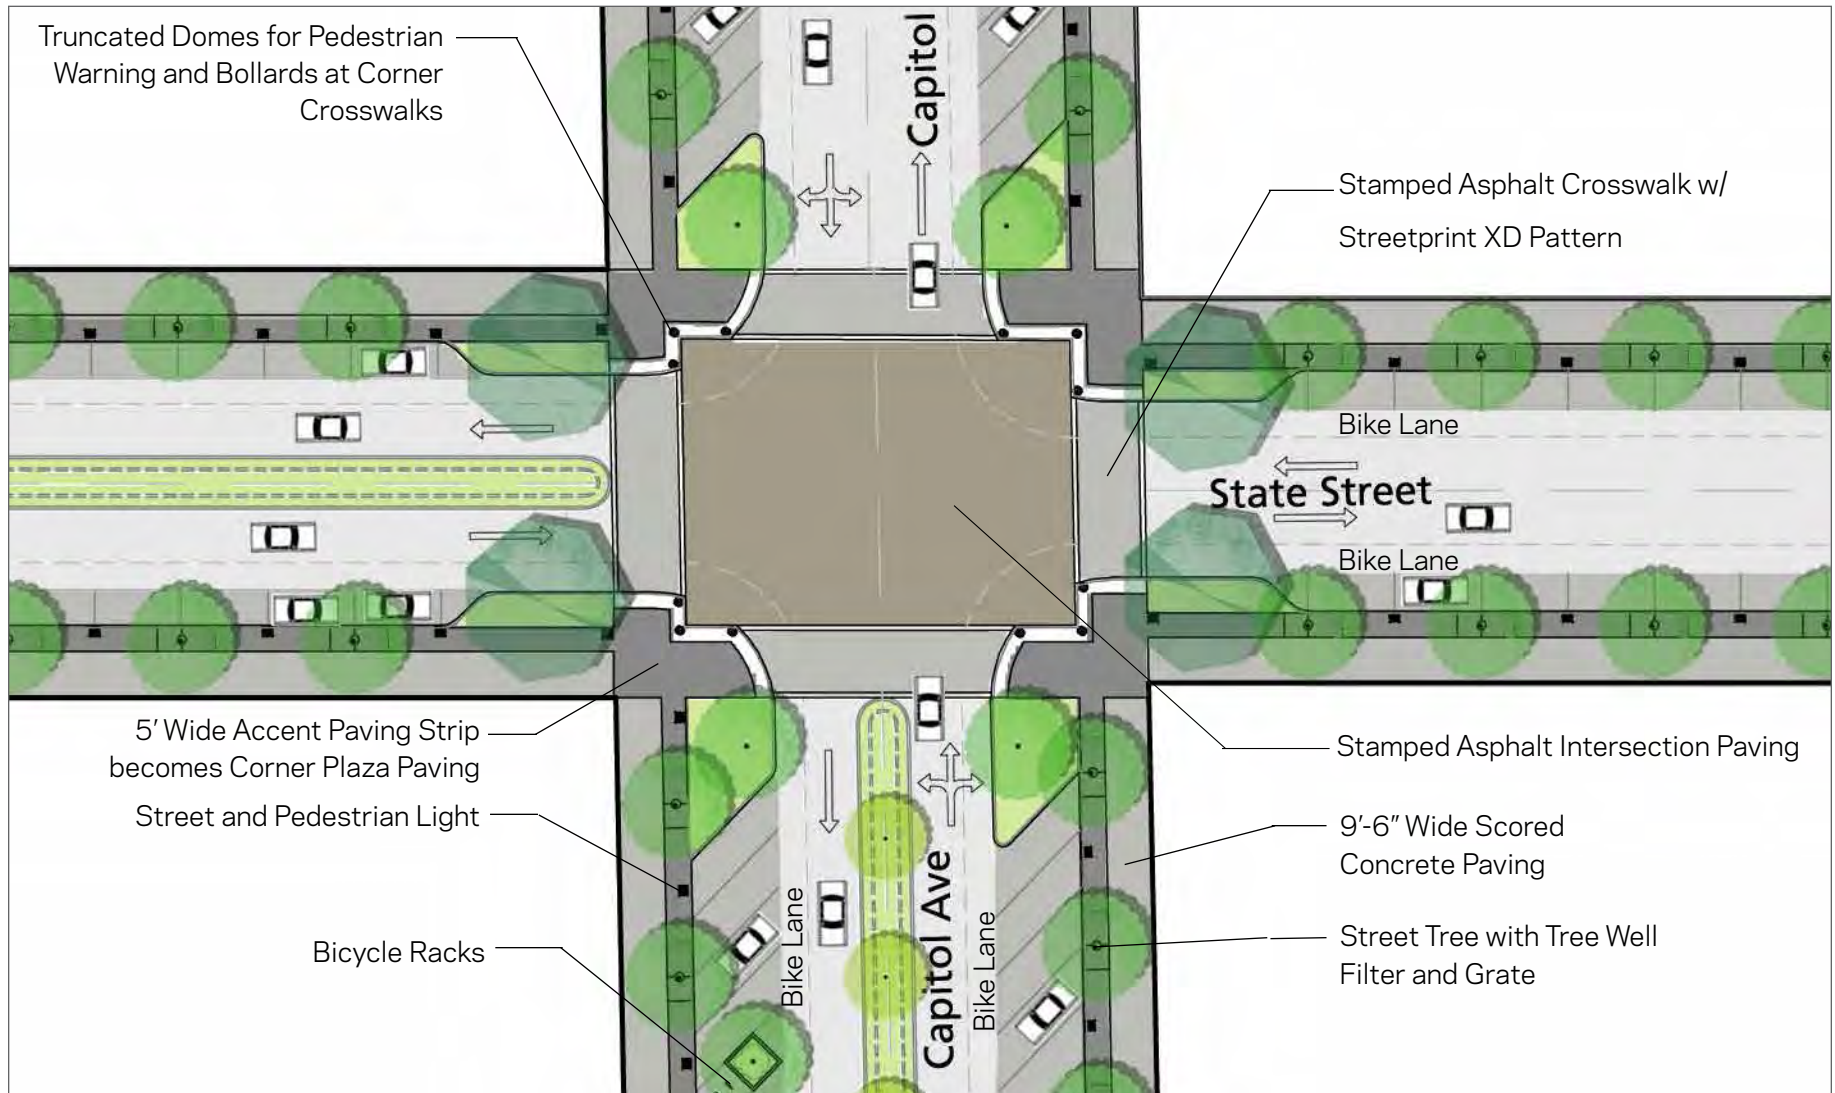 Truncated Domes for Pedestrian
Warning and Bollards at Corner
Crosswalks
Capitol
Stamped Asphalt Crosswalk w/
Streetprint XD Pattern
Bike Lane
State Street
Bike Lane
5' Wide Accent Paving Strip
becomes Corner Plaza Paving
Street and Pedestrian Light
Bicycle Racks
Bike Lane
Capitol Ave
Bike Lane
Stamped Asphalt Intersection Paving
9'-6" Wide Scored
Concrete Paving
Street Tree with Tree Well
Filter and Grate